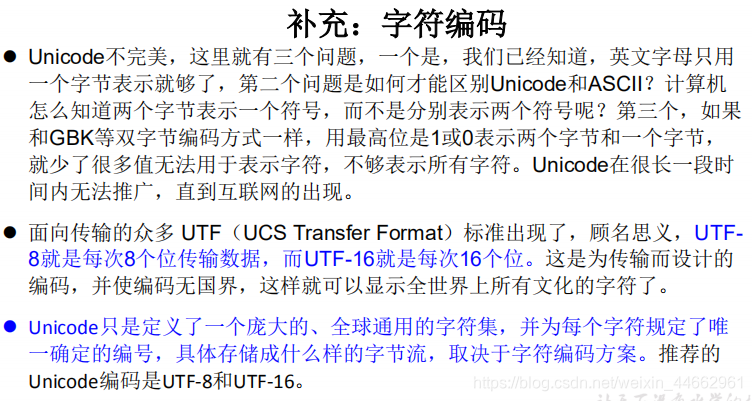 补充：字符编码
● Unicode不完美，这里就有三个问题，一个是，我们已经知道，英文字母只用
一个字节表示就够了，第二个问题是如何才能区别Unicode和ASCII？计算机
怎么知道两个字节表示一个符号，而不是分别表示两个符号呢？第三个，如果
和GBK等双字节编码方式一样，用最高位是1或0表示两个字节和一个字节，
就少了很多值无法用于表示字符，不够表示所有字符。Unicode在很长一段时
间内无法推广，直到互联网的出现。
● 面向传输的众多 UTF（UCS Transfer Format）标准出现了，顾名思义，UTF-
8就是每次8个位传输数据，而UTF-16就是每次16个位。这是为传输而设计的
编码，并使编码无国界，这样就可以显示全世界上所有文化的字符了。
● Unicode只是定义了一个庞大的、全球通用的字符集，并为每个字符规定了唯
一确定的编号，具体存储成什么样的字节流，取决于字符编码方案。推荐的
Unicode编码是UTF-8和UTF-16。
https://blog.csdn.net/weixin_44662961